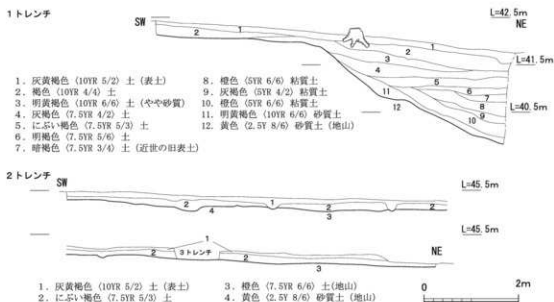 1トレンチ
SW
L=42.5m
NE
2
1
2
1
3
L=41.5m
4
5
6
7
11
8
L=40.5m
12
9
10
1. 灰黄褐色 (10YR 5/2) 土 (表土)
2. 褐色 (10YR 4/4) 土
3. 明黄褐色 (10YR 6/6) 土 (やや砂質)
4. 灰褐色 (7.5YR 4/2) 土
5. にぶい褐色 (7.5YR 5/3) 土
6. 明褐色 (7.5YR 5/6) 土
7. 暗褐色 (7.5YR 3/4) 土 (近世の旧表土)
8. 橙色 (5YR 6/6) 粘質土
9. 灰褐色 (5YR 4/2) 粘質土
10. 橙色 (5YR 6/6) 粘質土
11. 明黄褐色 (10YR 6/6) 砂質土
12. 黄色 (2.5Y 8/6) 砂質土 (地山)
2トレンチ
SW
L=45.5m
2
1
2
2
4
3
L=45.5m
1
NE
2
3トレンチ
2
3
1. 灰黄褐色 (10YR 5/2) 土 (表土)
2. にぶい褐色 (7.5YR 5/3) 土
3. 橙色 (7.5YR 6/6) 土(地山)
4. 黄色 (2.5Y 8/6) 砂質土 (地山)
0
2m